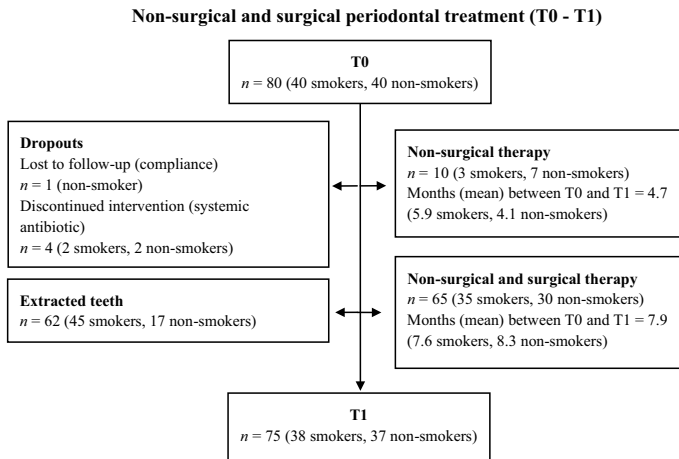 Non-surgical and surgical periodontal treatment (T0 - T1)
T0
n = 80 (40 smokers, 40 non-smokers)
Dropouts
Lost to follow-up (compliance)
n = 1 (non-smoker)
Discontinued intervention (systemic
antibiotic)
n = 4 (2 smokers, 2 non-smokers)
Non-surgical therapy
n = 10 (3 smokers, 7 non-smokers)
Months (mean) between T0 and T1 = 4.7
(5.9 smokers, 4.1 non-smokers)
Extracted teeth
n = 62 (45 smokers, 17 non-smokers)
Non-surgical and surgical therapy
n = 65 (35 smokers, 30 non-smokers)
Months (mean) between T0 and T1 = 7.9
(7.6 smokers, 8.3 non-smokers)
T1
n = 75 (38 smokers, 37 non-smokers)